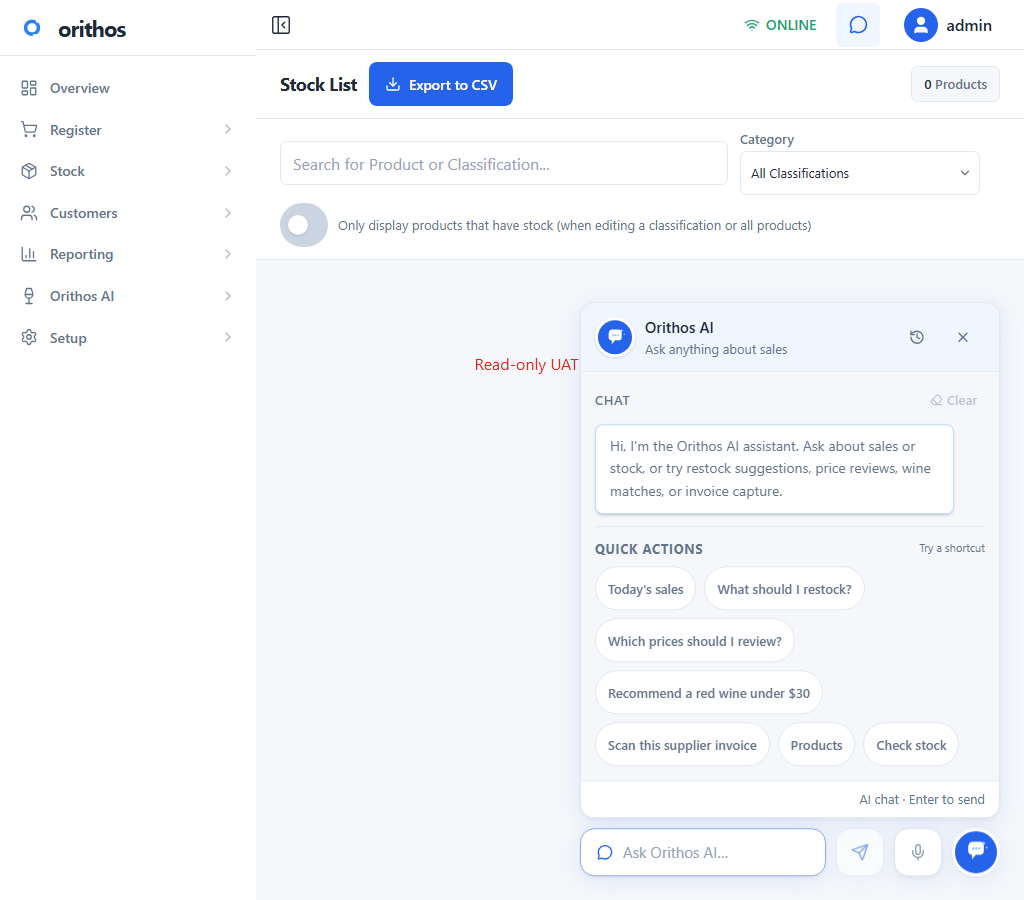 orithos
ONLINE
admin
Overview
Register
Stock
Customers
Reporting
Orithos AI
Setup
Stock List
Export to CSV
0 Products
Search for Product or Classification...
Category
All Classifications
Only display products that have stock (when editing a classification or all products)
Read-only UAT
Orithos AI
Ask anything about sales
CHAT
Clear
Hi, I'm the Orithos AI assistant. Ask about sales or
stock, or try restock suggestions, price reviews, wine
matches, or invoice capture.
QUICK ACTIONS
Try a shortcut
Today's sales
What should I restock?
Which prices should I review?
Recommend a red wine under $30
Scan this supplier invoice
Products
Check stock
AI chat · Enter to send
Ask Orithos AI...